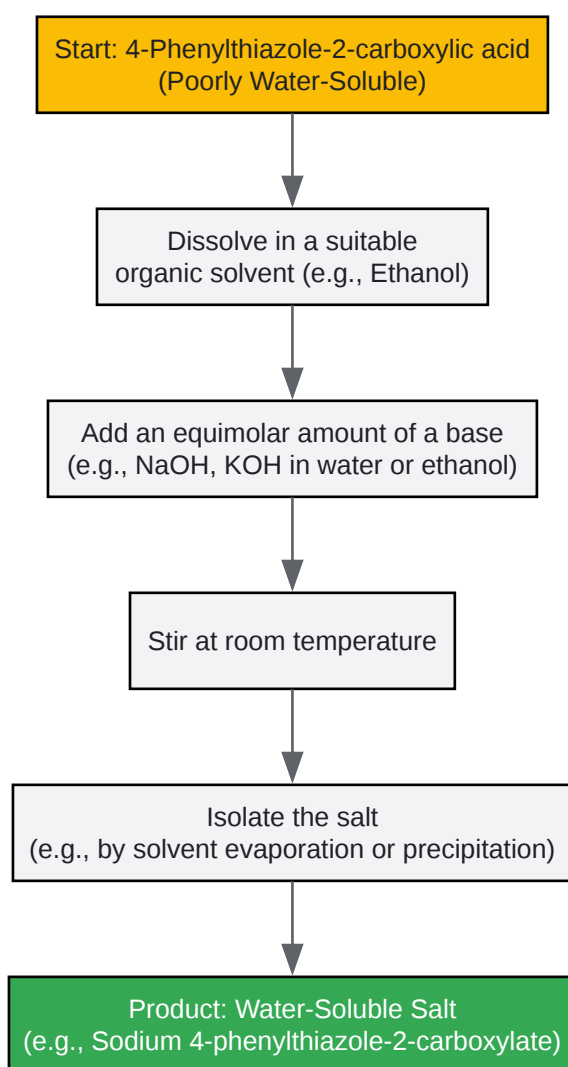 Start: 4-Phenylthiazole-2-carboxylic acid
(Poorly Water-Soluble)
Dissolve in a suitable
organic solvent (e.g., Ethanol)
Add an equimolar amount of a base
(e.g., NaOH, KOH in water or ethanol)
Stir at room temperature
Isolate the salt
(e.g., by solvent evaporation or precipitation)
Product: Water-Soluble Salt
(e.g., Sodium 4-phenylthiazole-2-carboxylate)